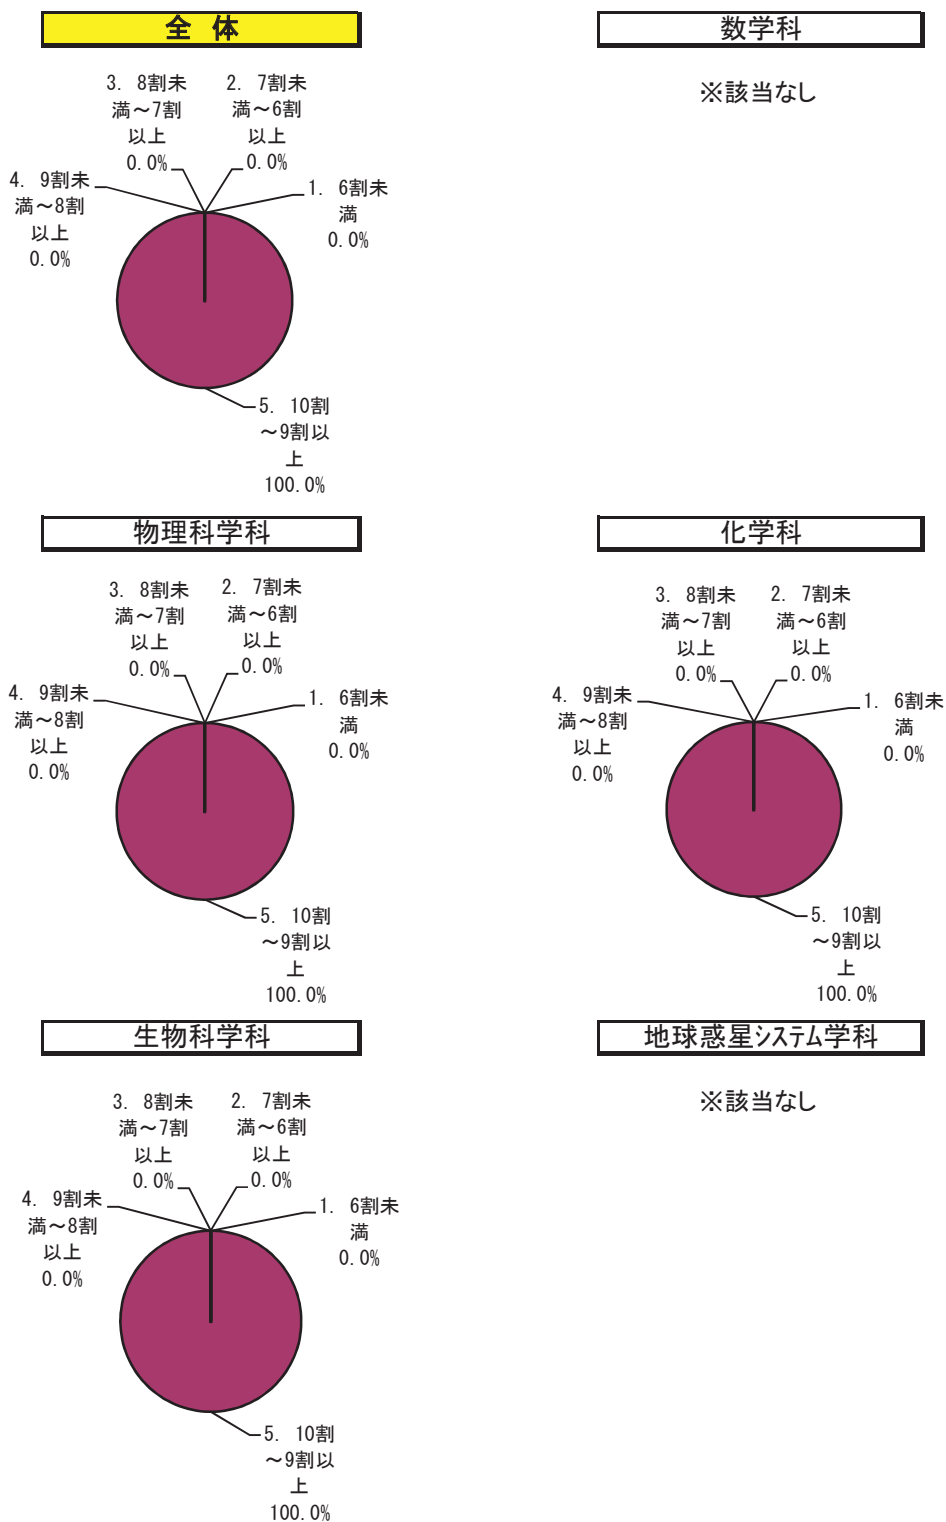 全 体
3. 8割未
満～7割
以上
0.0%
2. 7割未
満～6割
以上
0.0%
4. 9割未
満～8割
以上
0.0%
1. 6割未
満
0.0%
5. 10割
～9割以
上
100.0%
数学科
※該当なし
物理科学科
3. 8割未
満～7割
以上
0.0%
2. 7割未
満～6割
以上
0.0%
4. 9割未
満～8割
以上
0.0%
1. 6割未
満
0.0%
5. 10割
～9割以
上
100.0%
化学科
3. 8割未
満～7割
以上
0.0%
2. 7割未
満～6割
以上
0.0%
4. 9割未
満～8割
以上
0.0%
1. 6割未
満
0.0%
5. 10割
～9割以
上
100.0%
生物科学科
3. 8割未
満～7割
以上
0.0%
2. 7割未
満～6割
以上
0.0%
4. 9割未
満～8割
以上
0.0%
1. 6割未
満
0.0%
5. 10割
～9割以
上
100.0%
地球惑星システム学科
※該当なし